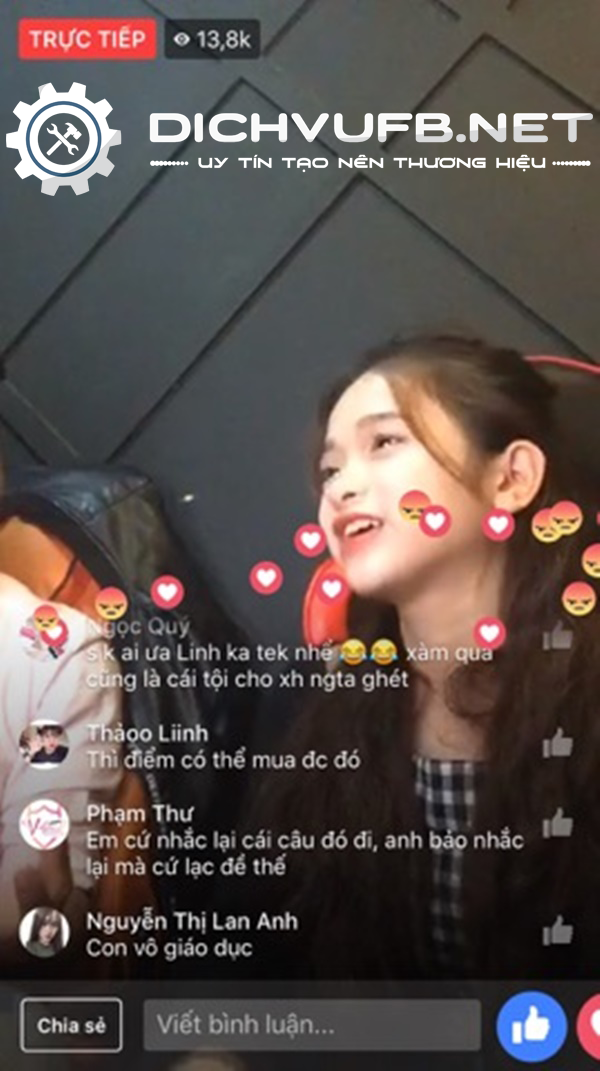 TRỰC TIẾP 13,8k
DICHVUFB.NET
UY TÍN TẠO NÊN THƯƠNG HIỆU
Ngọc Quý
sjk ai ưa Linh ka tek nhể 😂😂 xàm quá
cũng là cái tội cho xh ngta ghét
Thảoo Liinh
Thì điểm có thể mua đc đó
Phạm Thư
Em cứ nhắc lại cái câu đó đi, anh bảo nhắc
lại mà cứ lạc đề thế
Nguyễn Thị Lan Anh
Con vô giáo dục
Chia sẻ
Viết bình luận...